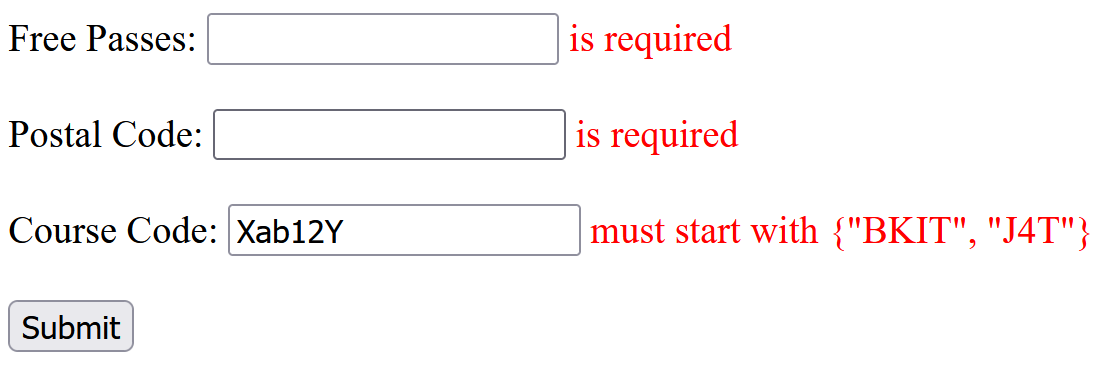 Free Passes: is required
Postal Code: is required
Course Code: Xab12Y must start with {"BKIT", "J4T"}
Submit